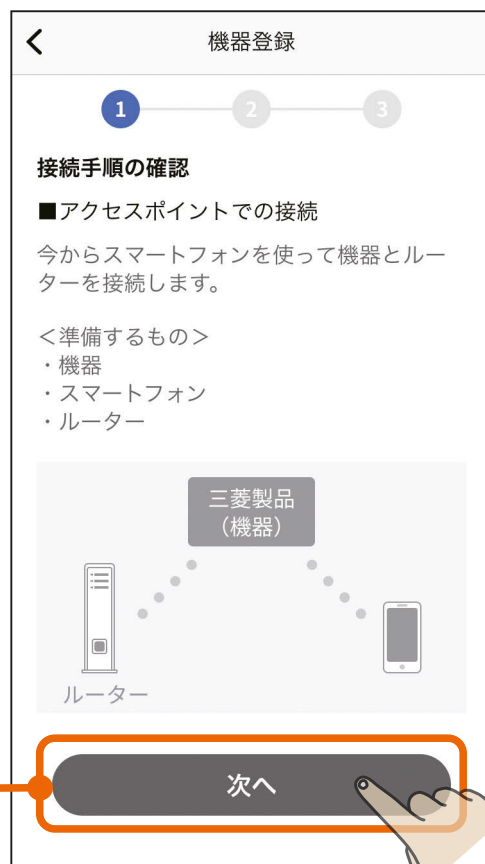 機器登録
1 2 3
接続手順の確認
■アクセスポイントでの接続
今からスマートフォンを使って機器とルー
ターを接続します。
＜準備するもの＞
・機器
・スマートフォン
・ルーター
三菱製品
（機器）
ルーター
次へ